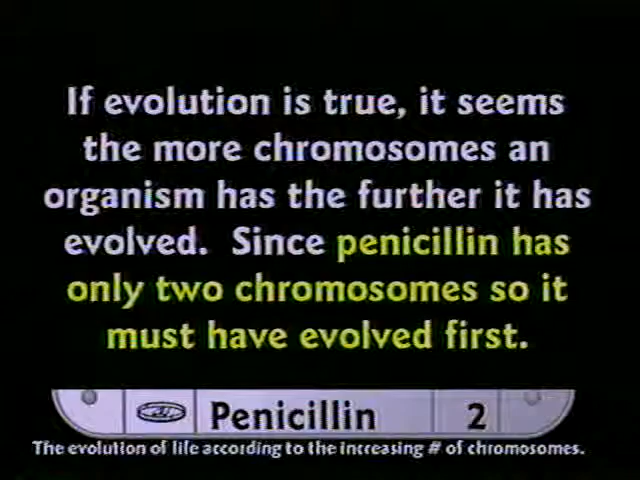 If evolution is true, it seems
the more chromosomes an
organism has the further it has
evolved. Since penicillin has
only two chromosomes so it
must have evolved first.
Penicillin 2
The evolution of life according to the increasing # of chromosomes.